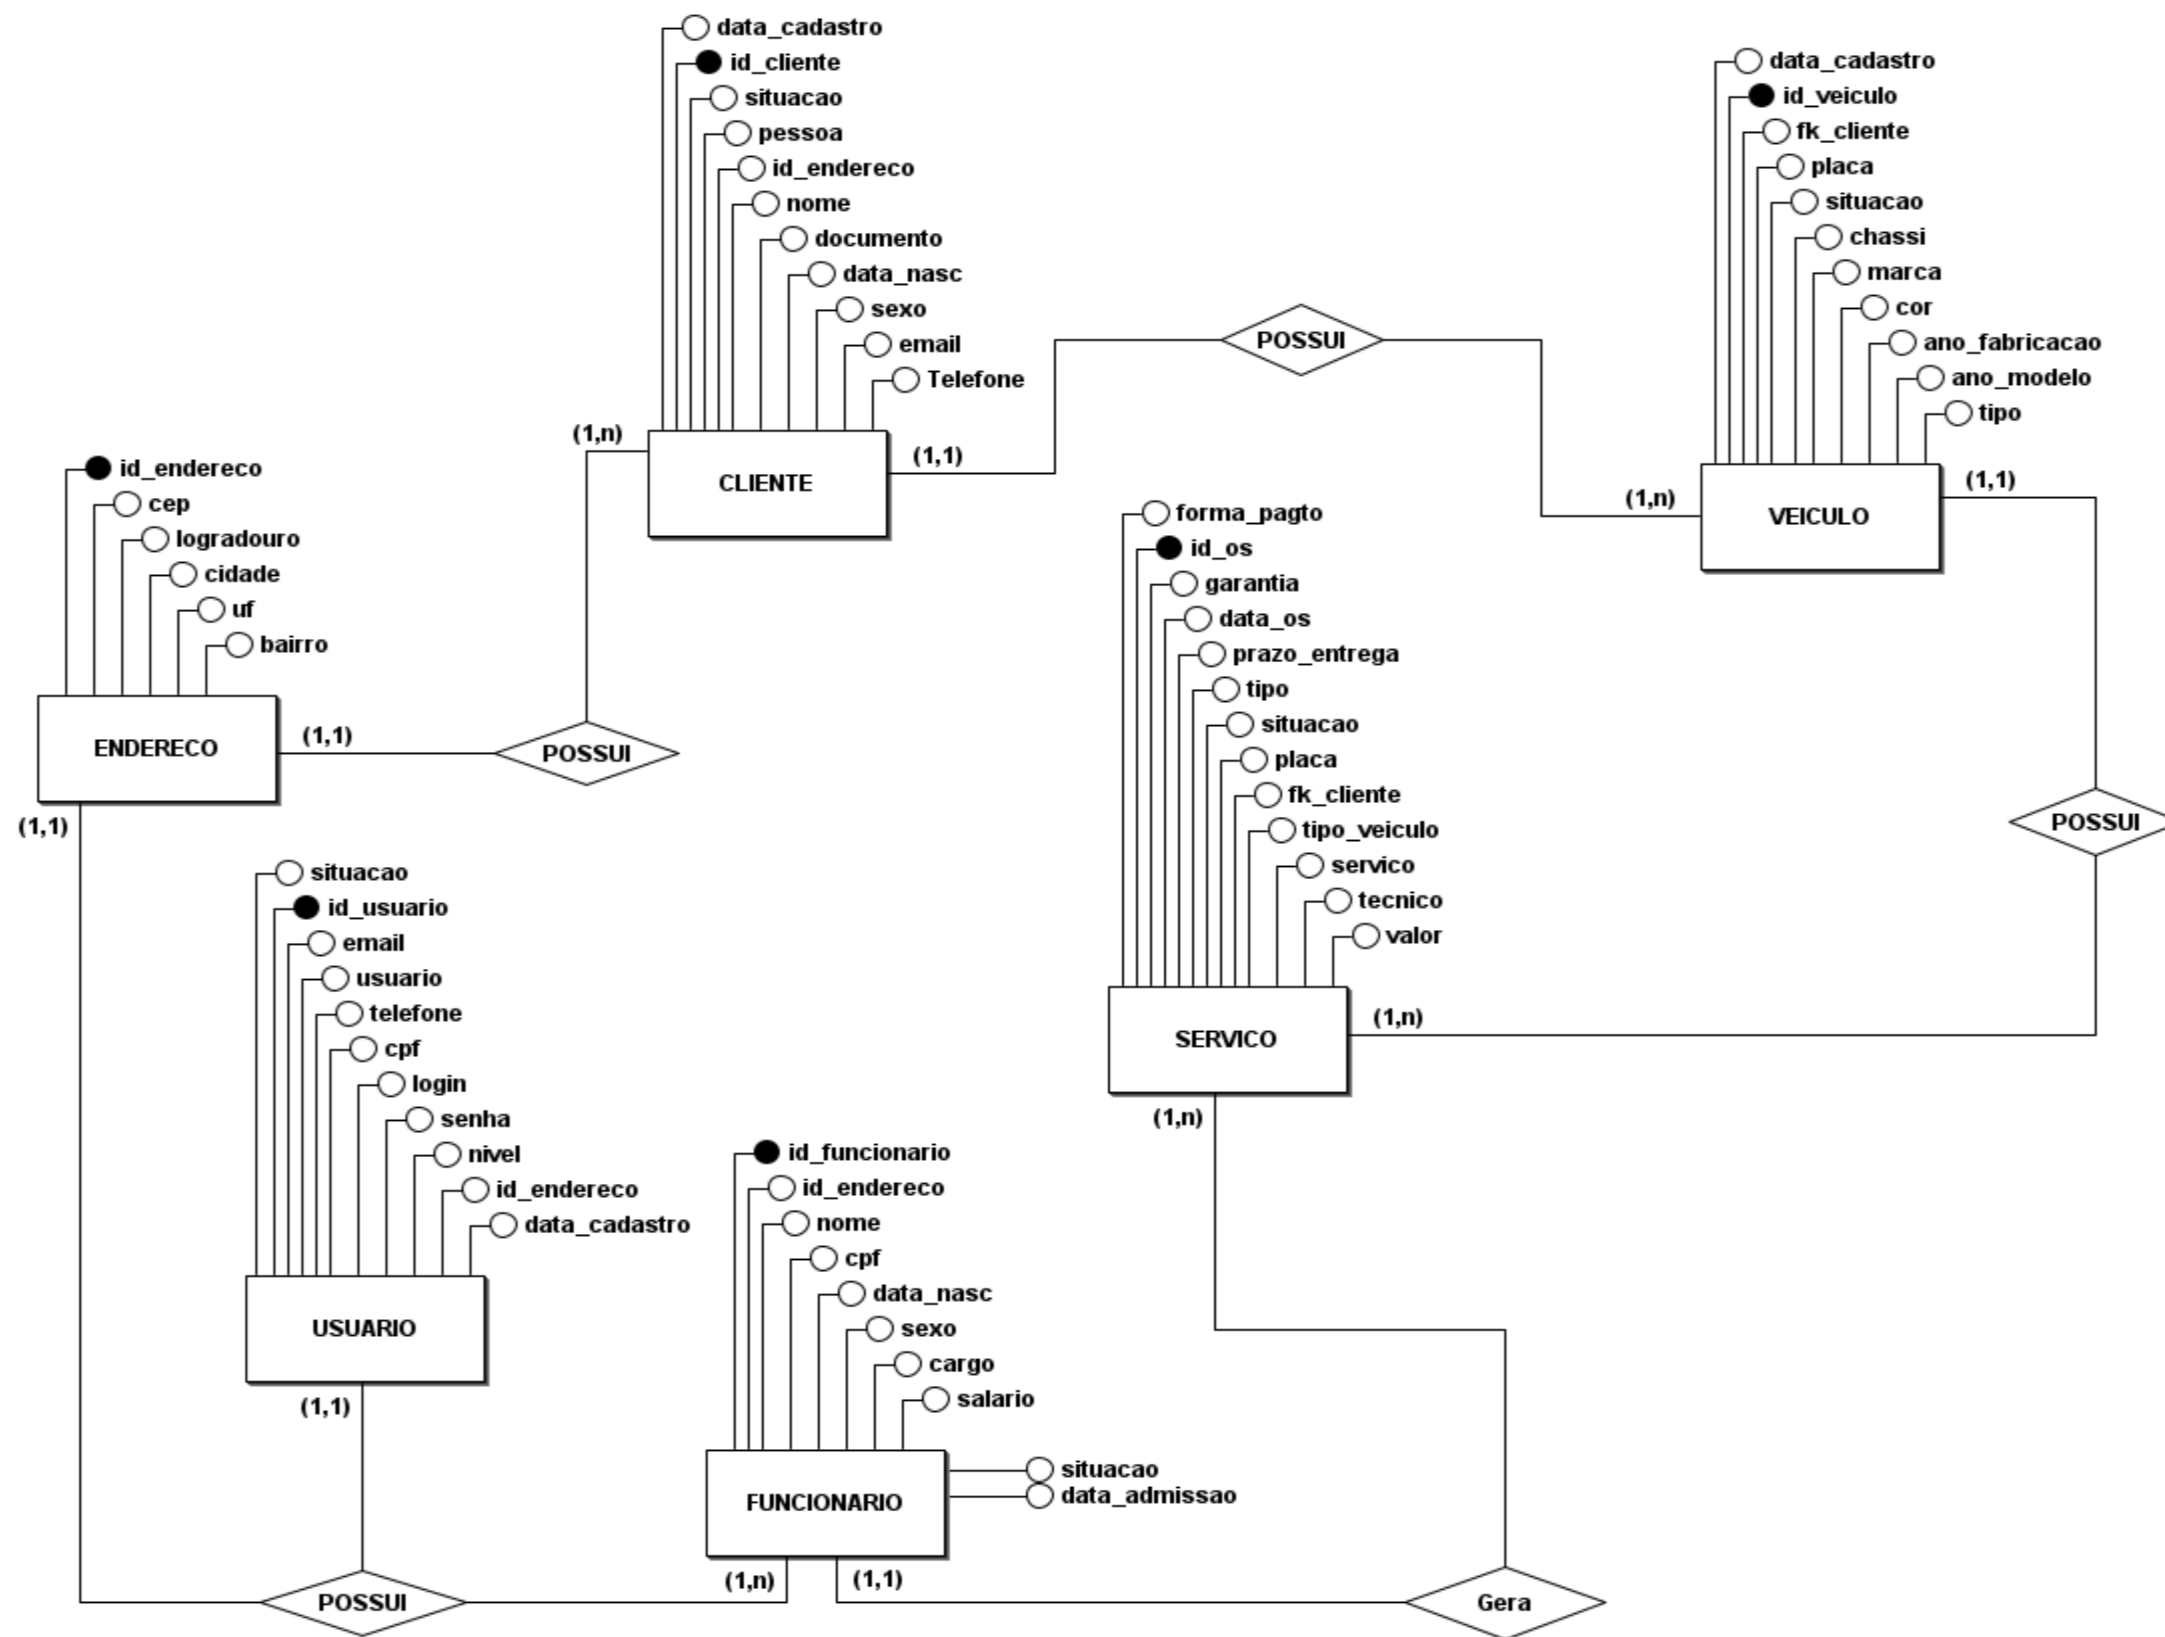 data_cadastro
id_cliente
situacao
pessoa
id_endereco
nome
documento
data_nasc
sexo
email
Telefone
(1,n)
CLIENTE
(1,1)
POSSUI
data_cadastro
id_veiculo
fk_cliente
placa
situacao
chassi
marca
cor
ano_fabricacao
ano_modelo
tipo
(1,n)
VEICULO
(1,1)
POSSUI
id_endereco
cep
logradouro
cidade
uf
bairro
ENDERECO
(1,1)
POSSUI
(1,1)
forma_pagto
id_os
garantia
data_os
prazo_entrega
tipo
situacao
placa
fk_cliente
tipo_veiculo
servico
tecnico
valor
SERVICO
(1,n)
(1,n)
situacao
id_usuario
email
usuario
telefone
cpf
login
senha
nivel
id_endereco
data_cadastro
USUARIO
(1,1)
POSSUI
id_funcionario
id_endereco
nome
cpf
data_nasc
sexo
cargo
salario
situacao
data_admissao
FUNCIONARIO
(1,n)
(1,1)
Gera